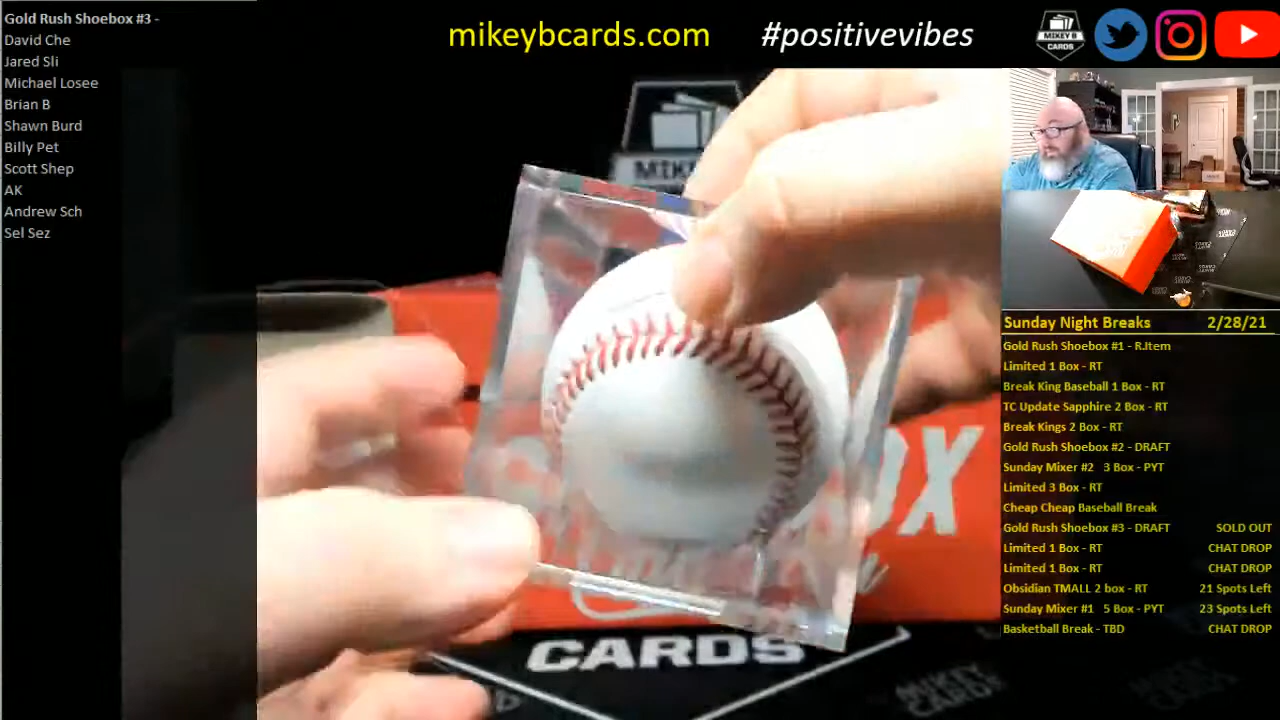 Gold Rush Shoebox #3 -
David Che
Jared Sli
Michael Losee
Brian B
Shawn Burd
Billy Pet
Scott Shep
AK
Andrew Sch
Sel Sez
mikeybcards.com #positivevibes
MIKEY B
CARDS
Sunday Night Breaks 2/28/21
Gold Rush Shoebox #1 - R.Item
Limited 1 Box - RT
Break King Baseball 1 Box - RT
TC Update Sapphire 2 Box - RT
Break Kings 2 Box - RT
Gold Rush Shoebox #2 - DRAFT
Sunday Mixer #2 3 Box - PYT
Limited 3 Box - RT
Cheap Cheap Baseball Break
Gold Rush Shoebox #3 - DRAFT SOLD OUT
Limited 1 Box - RT CHAT DROP
Limited 1 Box - RT CHAT DROP
Obsidian TMALL 2 box - RT 21 Spots Left
Sunday Mixer #1 5 Box - PYT 23 Spots Left
Basketball Break - TBD CHAT DROP
CARDS
MIKEY
CARDS